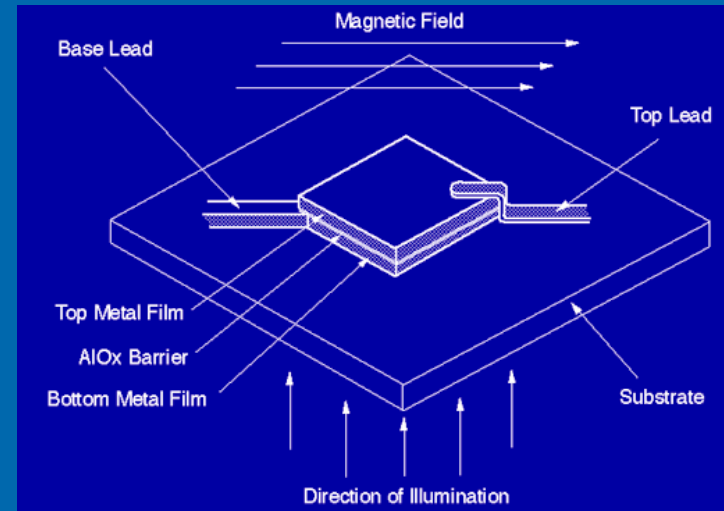 Magnetic Field
Base Lead
Top Lead
Top Metal Film
AlOx Barrier
Bottom Metal Film
Substrate
Direction of Illumination